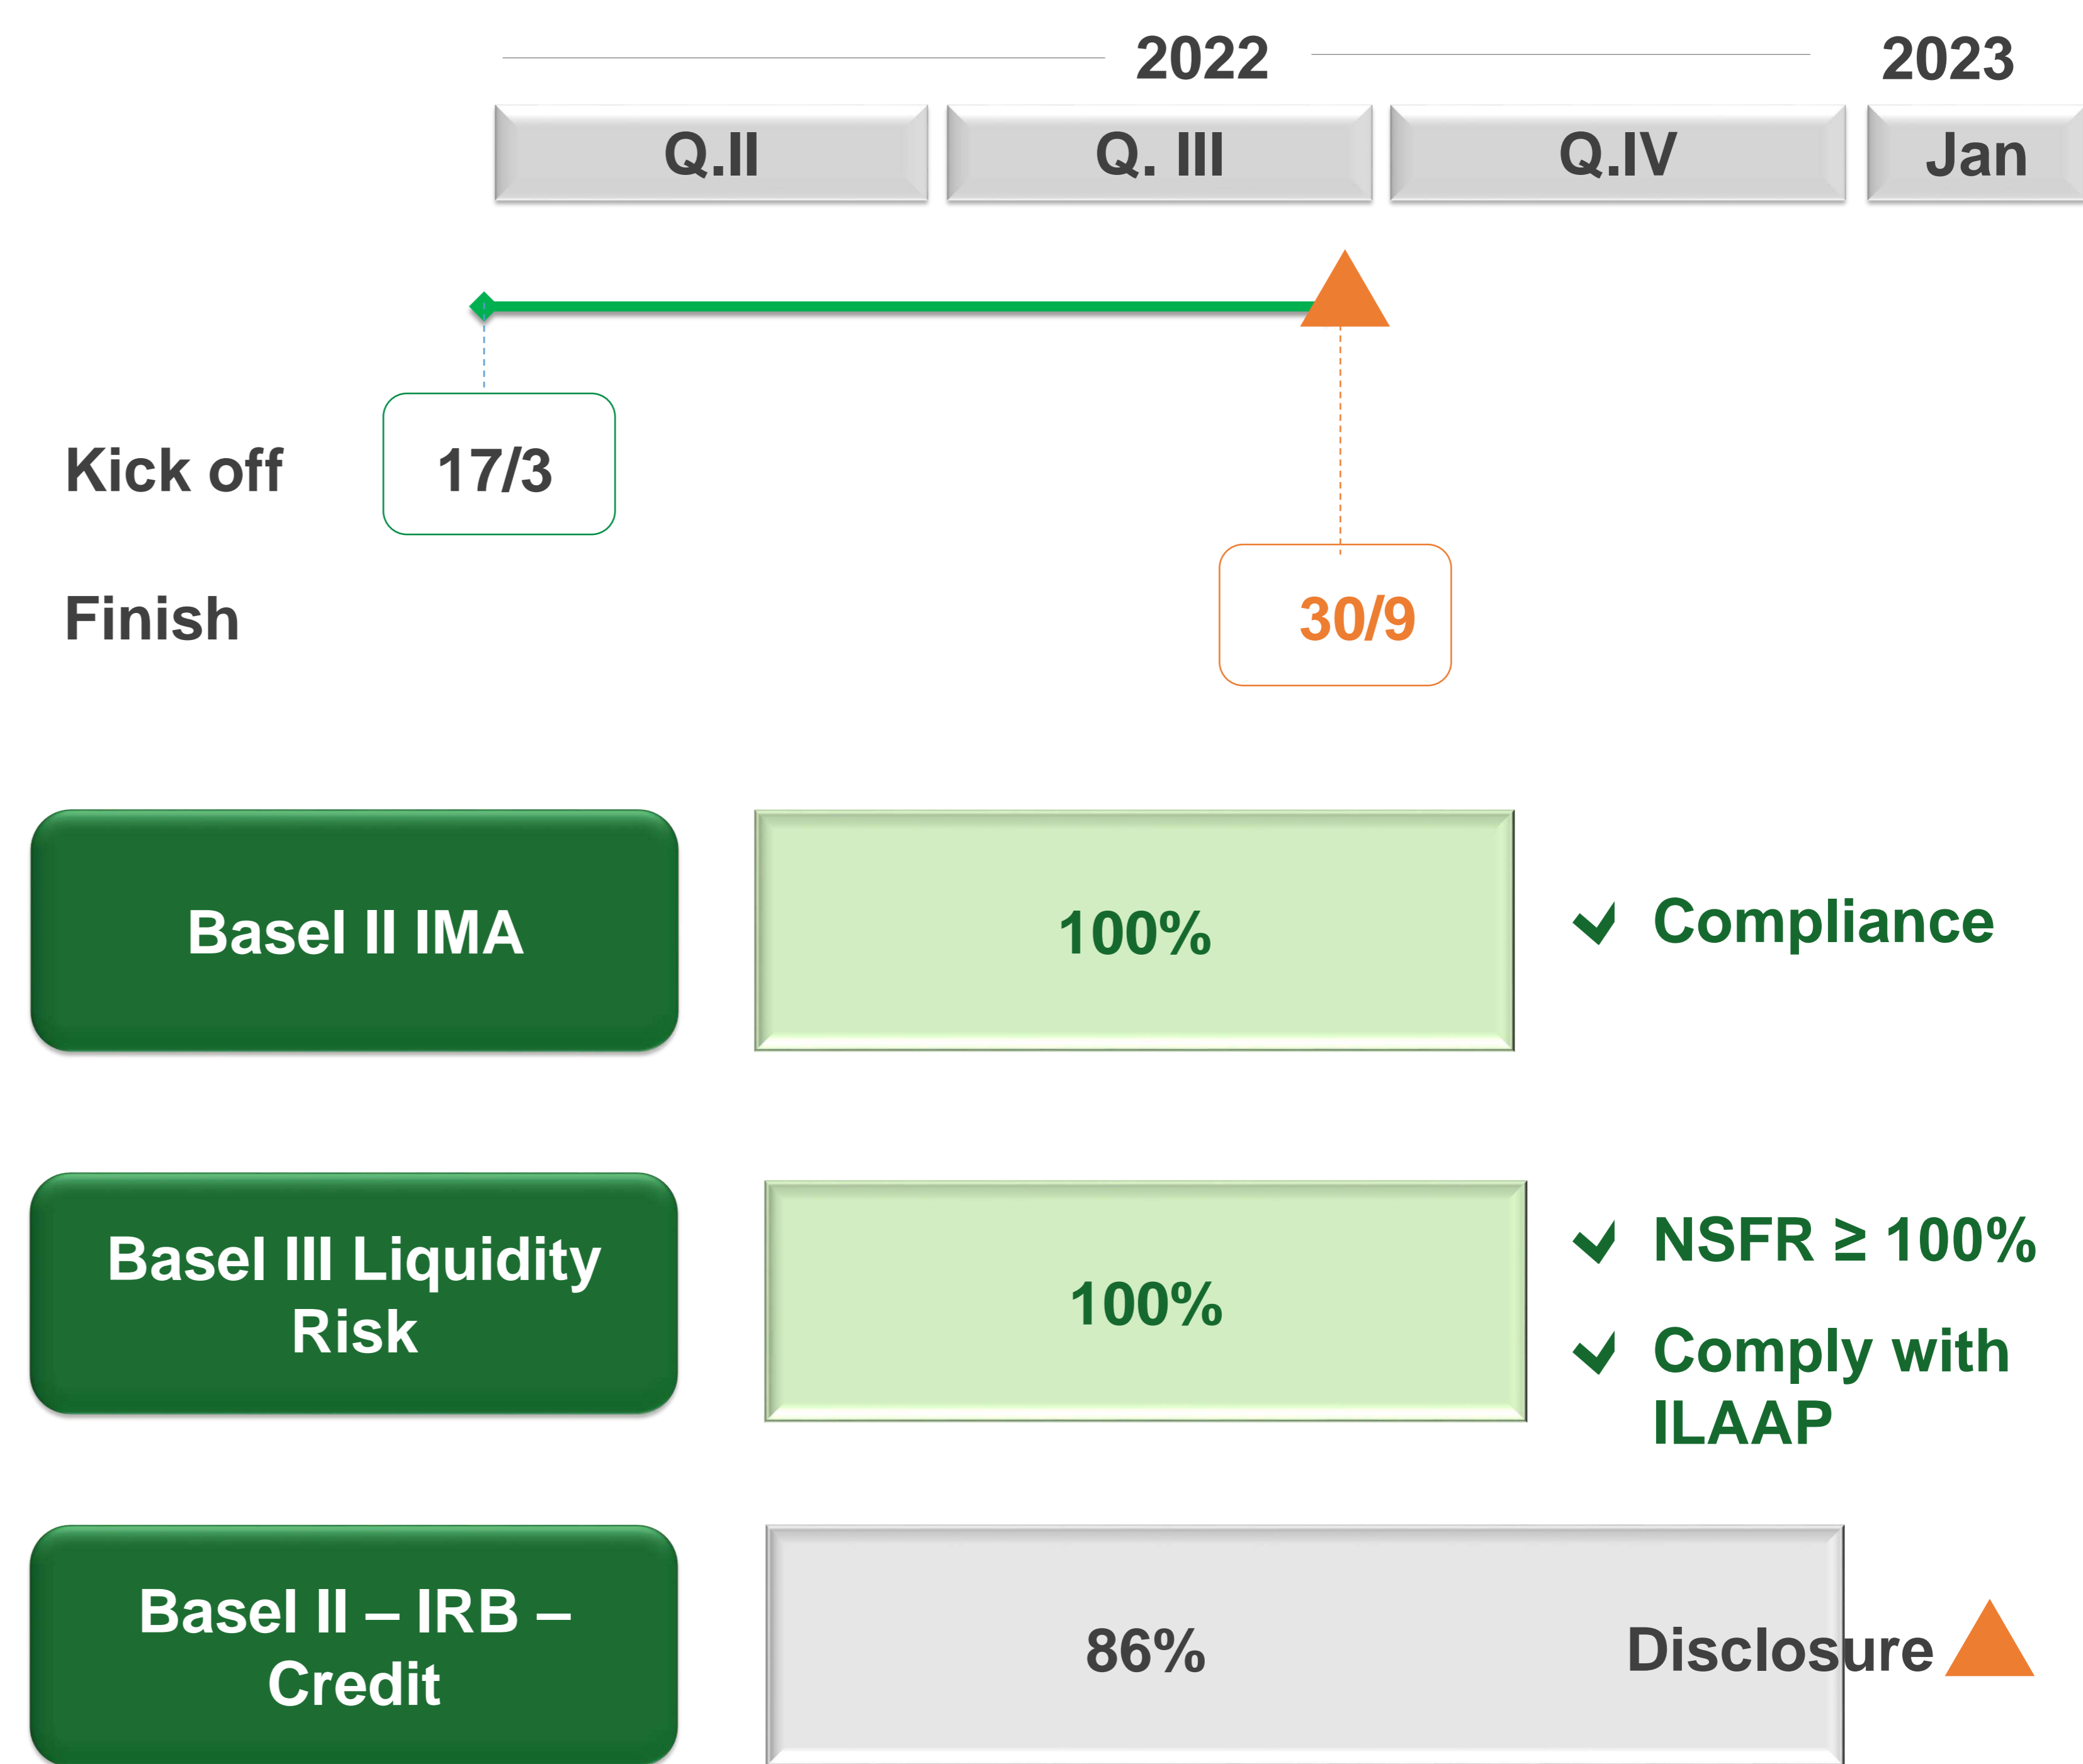 2022 2023
Q.II Q. III Q.IV Jan
Kick off 17/3
Finish 30/9
Basel II IMA
100%
Compliance
Basel III Liquidity
Risk
100%
NSFR ≥ 100%
Comply with
ILAAP
Basel II – IRB –
Credit
86%
Disclosure